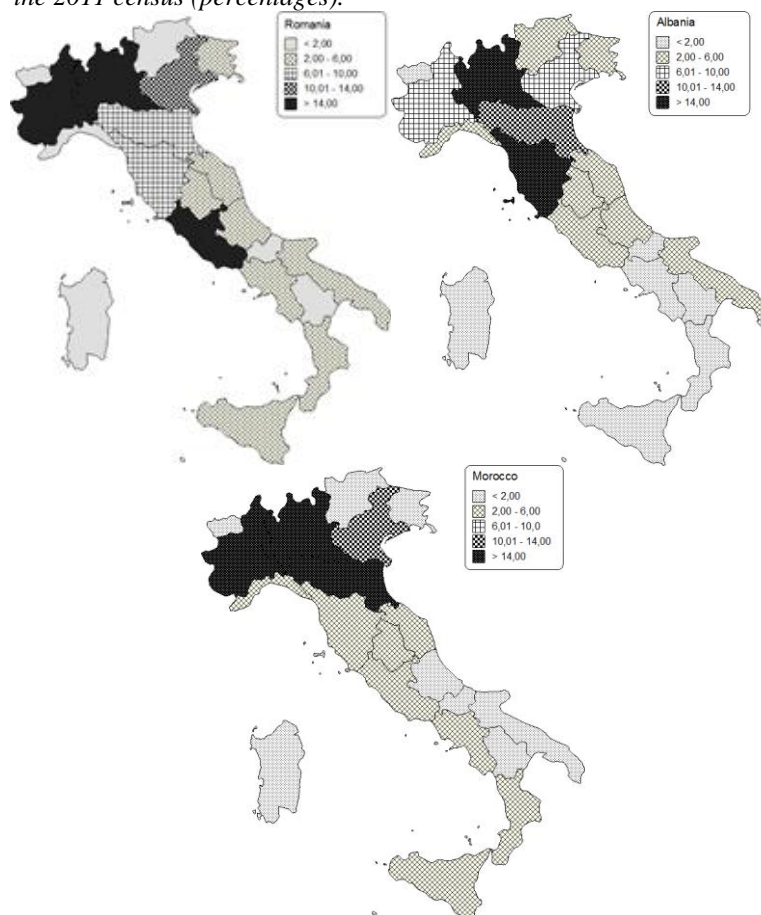 the 2011 census (percentages).
Romania
< 2,00
2,00 - 6,00
6,01 - 10,00
10,01 - 14,00
> 14,00
Albania
< 2,00
2,00 - 6,00
6,01 - 10,00
10,01 - 14,00
> 14,00
Morocco
< 2,00
2,00 - 6,00
6,01 - 10,0
10,01 - 14,00
> 14,00